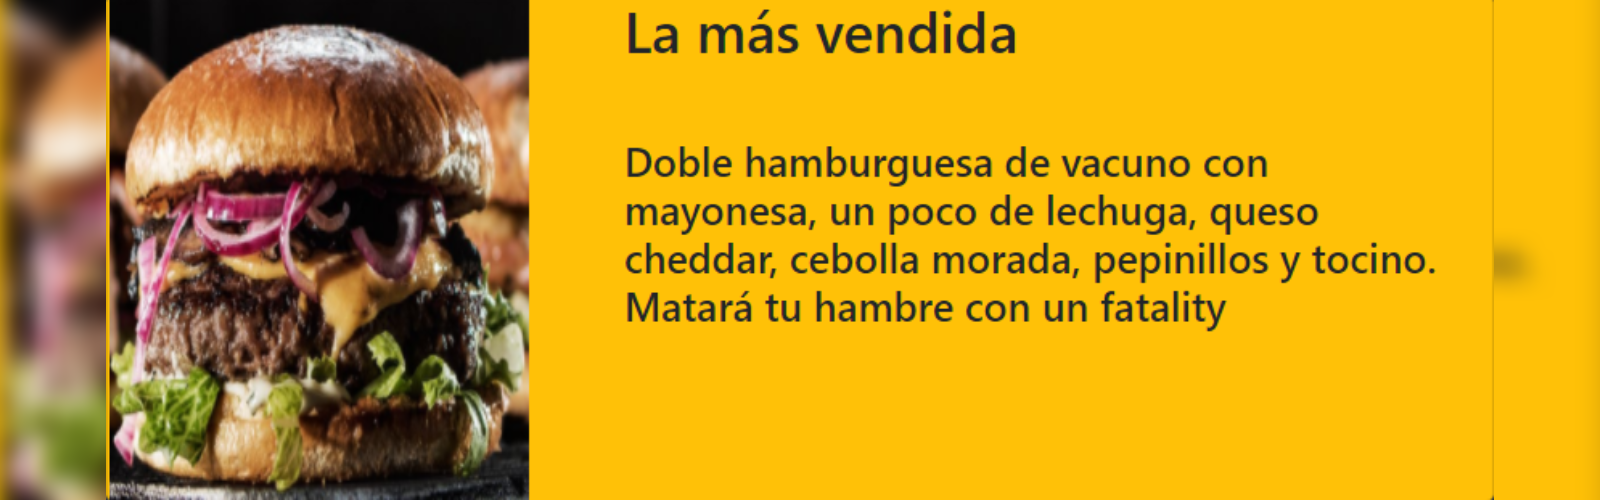 La más vendida
Doble hamburguesa de vacuno con
mayonesa, un poco de lechuga, queso
cheddar, cebolla morada, pepinillos y tocino.
Matará tu hambre con un fatality